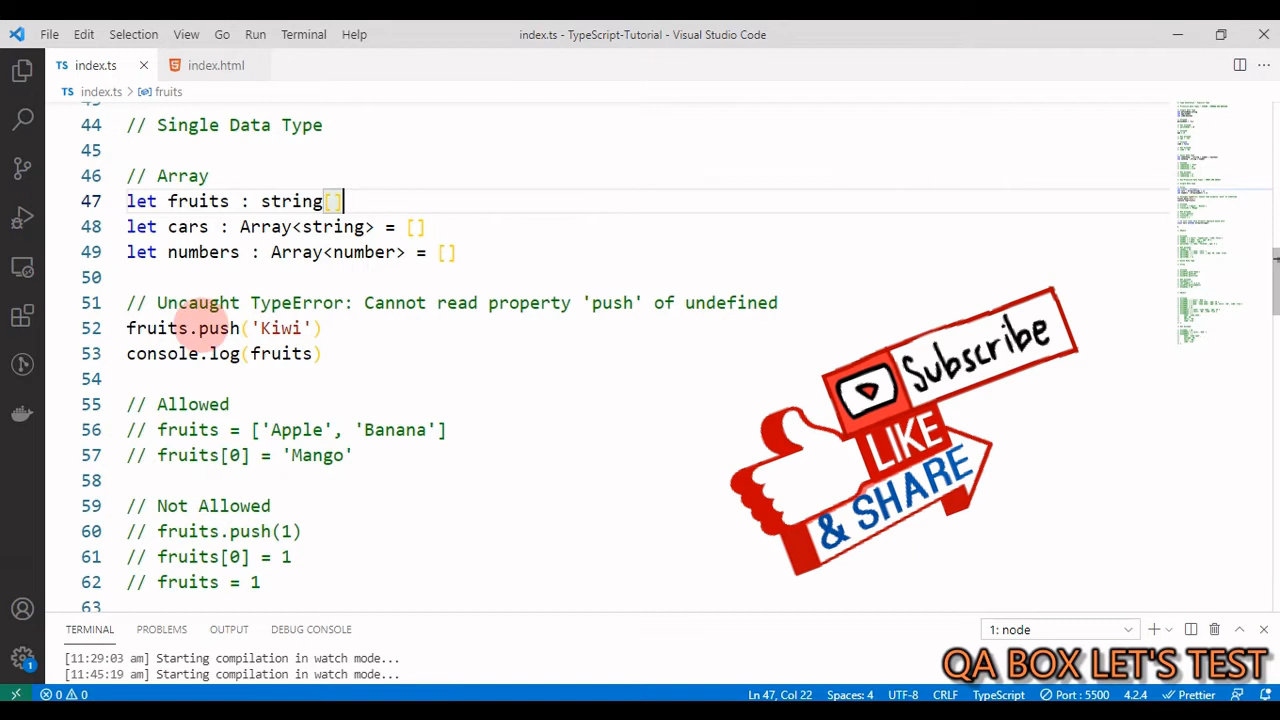 File Edit Selection View Go Run Terminal Help
index.ts - TypeScript-Tutorial - Visual Studio Code
TS index.ts
index.html
index.ts > fruits
44 // Single Data Type
45
46 // Array
47 let fruits : string[]
48 let cars : Array<string> = []
49 let numbers : Array<number> = []
50
51 // Uncaught TypeError: Cannot read property 'push' of undefined
52 fruits.push('Kiwi')
53 console.log(fruits)
54
55 // Allowed
56 // fruits = ['Apple', 'Banana']
57 // fruits[0] = 'Mango'
58
59 // Not Allowed
60 // fruits.push(1)
61 // fruits[0] = 1
62 // fruits = 1
63
Subscribe
LIKE
& SHARE
TERMINAL PROBLEMS OUTPUT DEBUG CONSOLE
1: node
[11:29:03 am] Starting compilation in watch mode...
[11:45:19 am] Starting compilation in watch mode...
QA BOX LET'S TEST
1
0 0
Ln 47, Col 22 Spaces: 4 UTF-8 CRLF TypeScript Port : 5500 4.2.4 Prettier